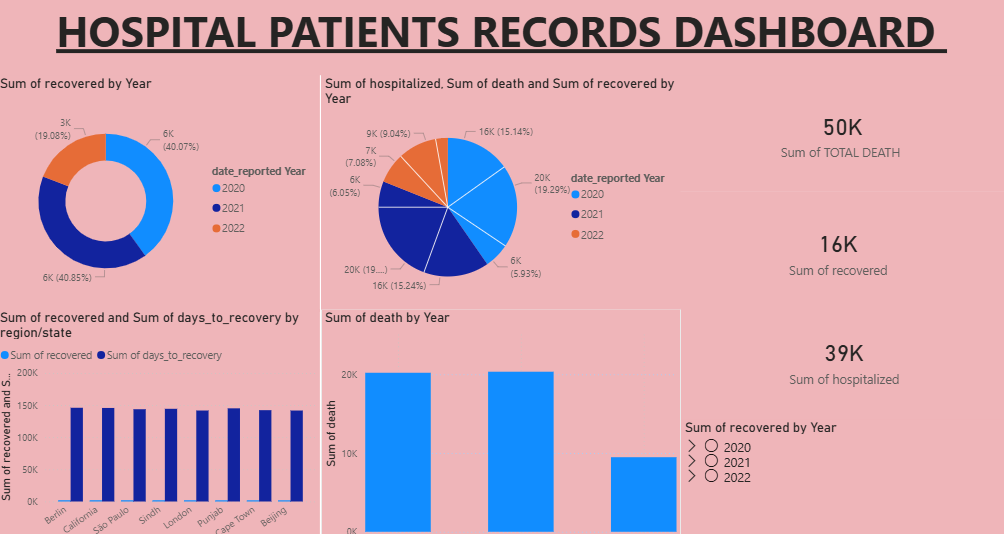 HOSPITAL PATIENTS RECORDS DASHBOARD
Sum of recovered by Year
3K
(19.08%)
6K
(40.07%)
6K (40.85%)
date_reported Year
2020
2021
2022
Sum of hospitalized, Sum of death and Sum of recovered by
Year
9K (9.04%)
16K (15.14%)
7K
(7.08%)
20K
(19.29%)
6K
(6.05%)
6K
(5.93%)
20K (19....)
16K (15.24%)
date_reported Year
2020
2021
2022
50K
Sum of TOTAL DEATH
16K
Sum of recovered
39K
Sum of hospitalized
Sum of recovered and Sum of days_to_recovery by
region/state
Sum of recovered
Sum of days_to_recovery
Sum of recovered and S...
200K
150K
100K
50K
0K
Berlin
California
São Paulo
Sindh
London
Punjab
Cape Town
Beijing
Sum of death by Year
Sum of death
20K
10K
0K
Sum of recovered by Year
2020
2021
2022